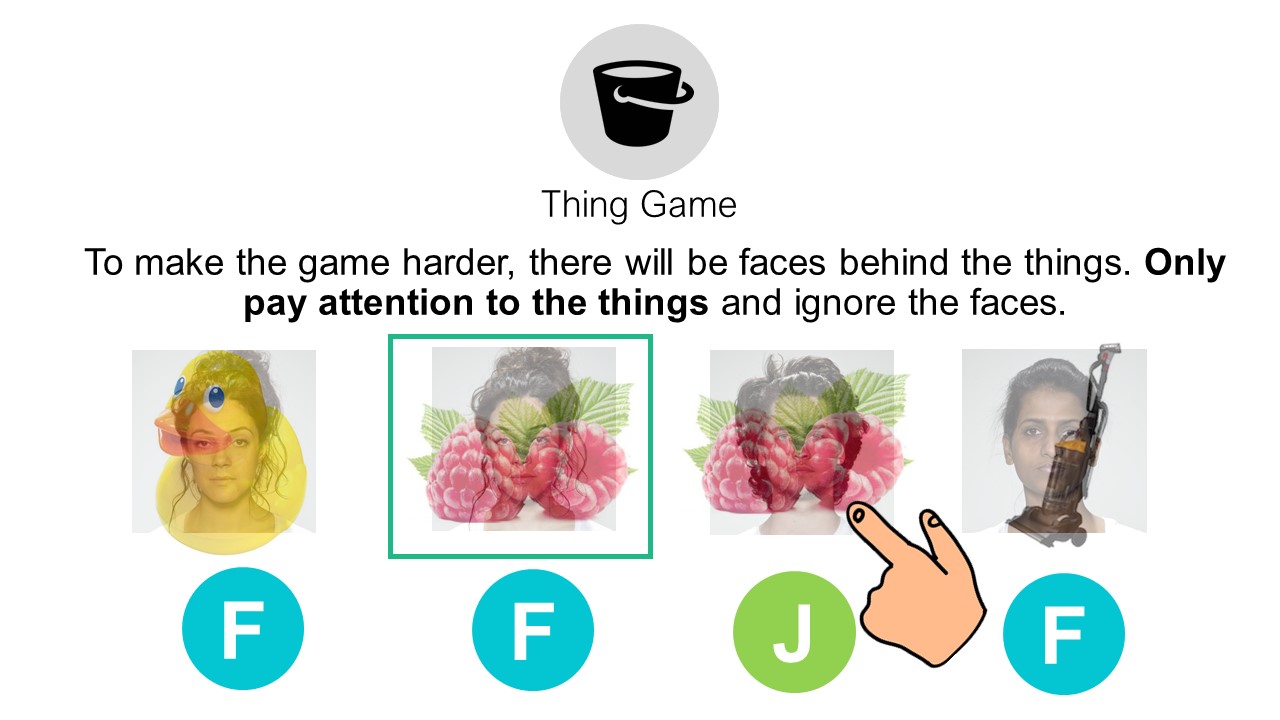 Thing Game
To make the game harder, there will be faces behind the things. Only
pay attention to the things and ignore the faces.
F F J F